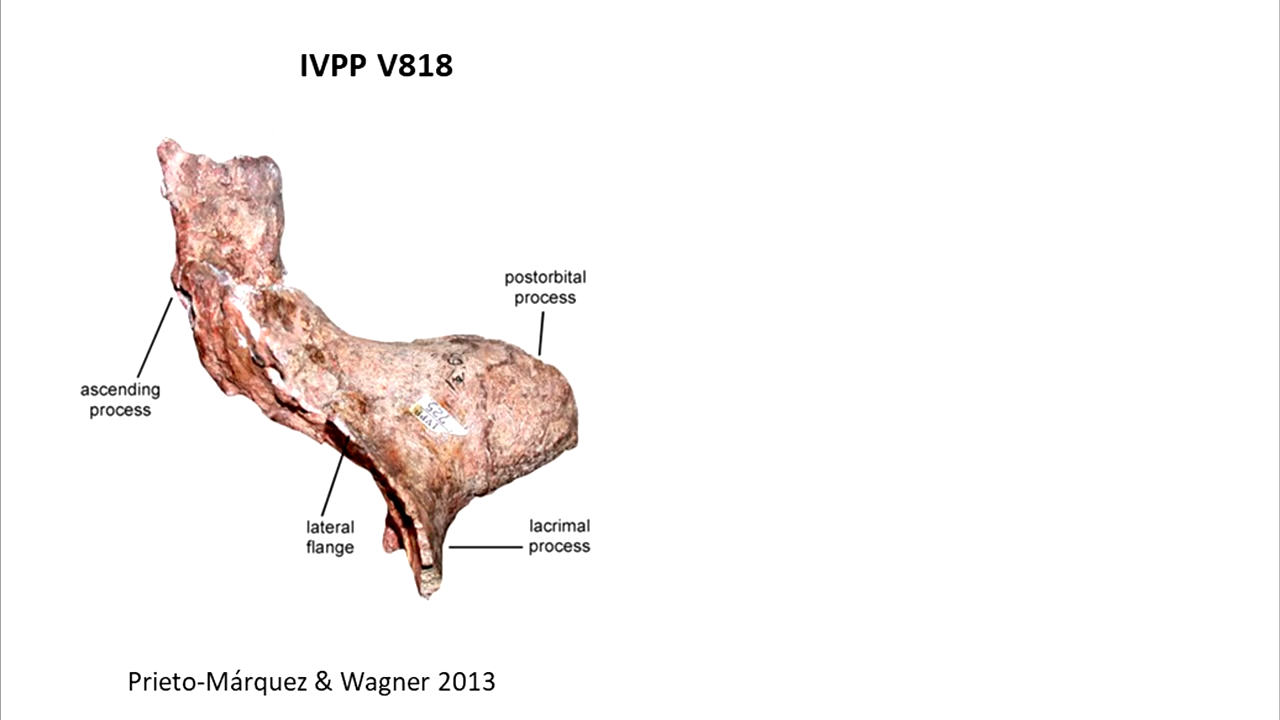 IVPP V818
postorbital
process
ascending
process
lateral
flange
lacrimal
process
Prieto-Márquez & Wagner 2013